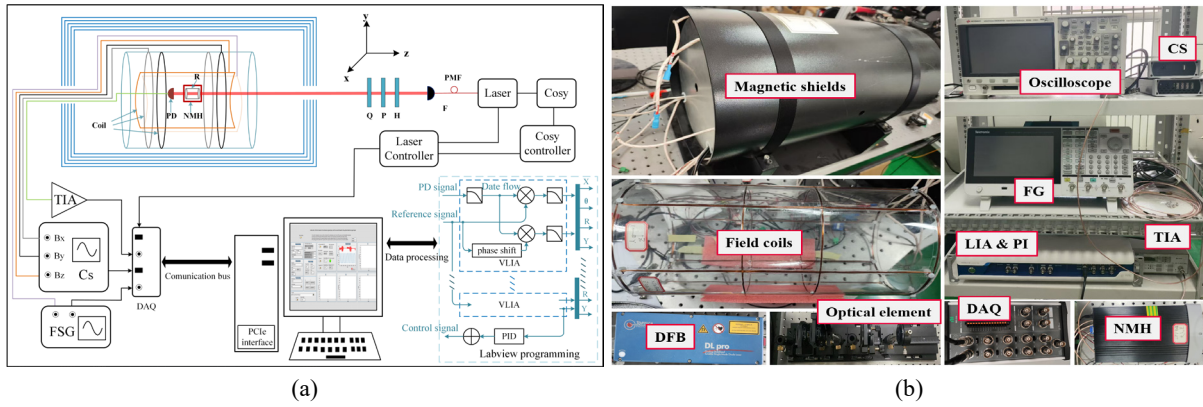 y
z
x
R
PD
NMH
Coil
Q
P
H
F
PMF
Laser
Cosy
Laser
Controller
Cosy
controller
TIA
Bx
By
Bz
Cs
FSG
DAQ
Comunication bus
PCIe
interface
Data processing
PD signal
Date flow
Reference signal
phase shift
VLIA
X
θ
R
Y
VLIA
R
Y
Control signal
PID
Labview programming
(a)
Magnetic shields
Field coils
DFB
DL pro
Optical element
CS
Oscilloscope
FG
LIA & PI
TIA
DAQ
NMH
(b)